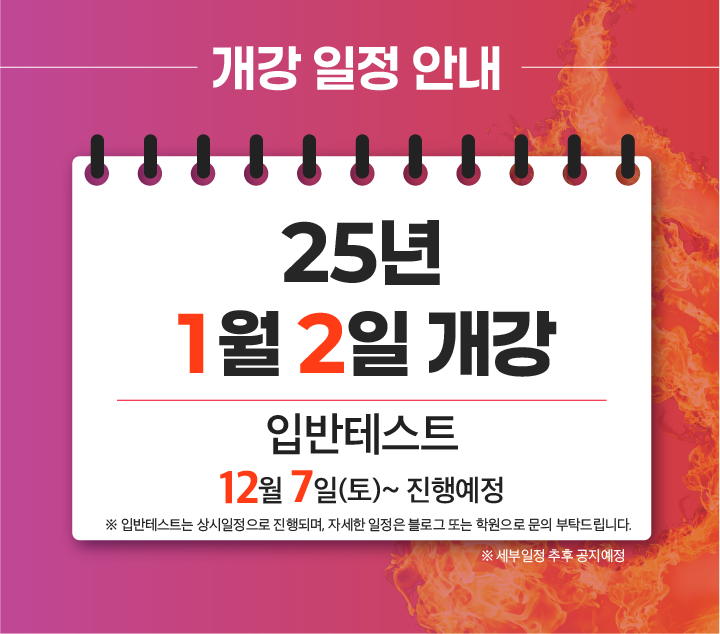 개강 일정 안내
25년
1월 2일 개강
입반테스트
12월 7일(토)~ 진행예정
※ 입반테스트는 상시일정으로 진행되며, 자세한 일정은 블로그 또는 학원으로 문의 부탁드립니다.
※ 세부일정 추후 공지예정